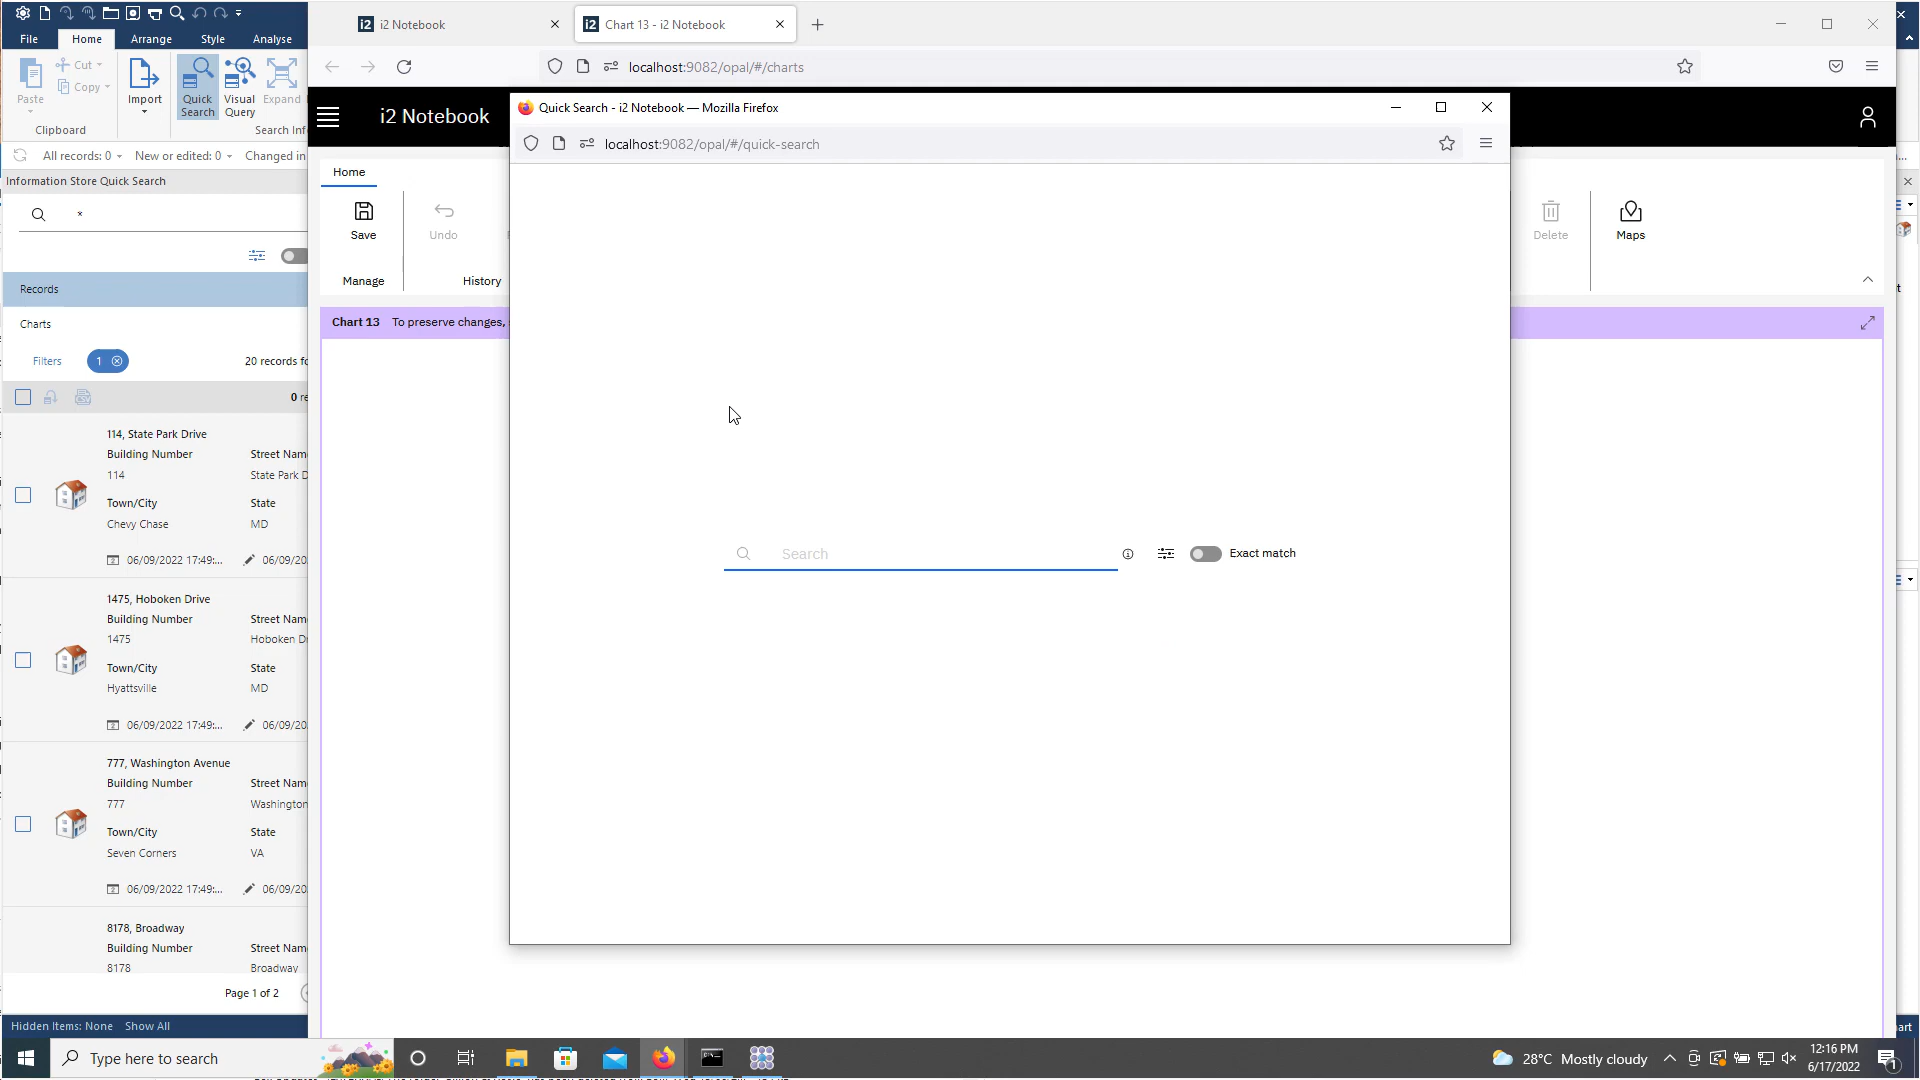 i2 Notebook
Chart 13 - i2 Notebook
File
Home
Arrange
Style
Analyse
localhost:9082/opal/#/charts
Paste
Cut
Copy
Import
Quick Search
Visual Query
Expand
Clipboard
Search Inf
i2 Notebook
Quick Search - i2 Notebook — Mozilla Firefox
localhost:9082/opal/#/quick-search
All records: 0
New or edited: 0
Changed in
Information Store Quick Search
*
Home
Save
Undo
Delete
Maps
Manage
History
Records
Charts
Chart 13
To preserve changes,
Filters
1
20 records fo
0 re
114, State Park Drive
Building Number
Street Nam
114
State Park D
Town/City
State
Chevy Chase
MD
06/09/2022 17:49:...
06/09/20
1475, Hoboken Drive
Building Number
Street Nam
1475
Hoboken Dr
Town/City
State
Hyattsville
MD
06/09/2022 17:49:...
06/09/20
777, Washington Avenue
Building Number
Street Nam
777
Washington
Town/City
State
Seven Corners
VA
06/09/2022 17:49:...
06/09/20
8178, Broadway
Building Number
Street Nam
8178
Broadway
Page 1 of 2
Search
Exact match
Hidden Items: None
Show All
art
Type here to search
28°C Mostly cloudy
12:16 PM
6/17/2022
1